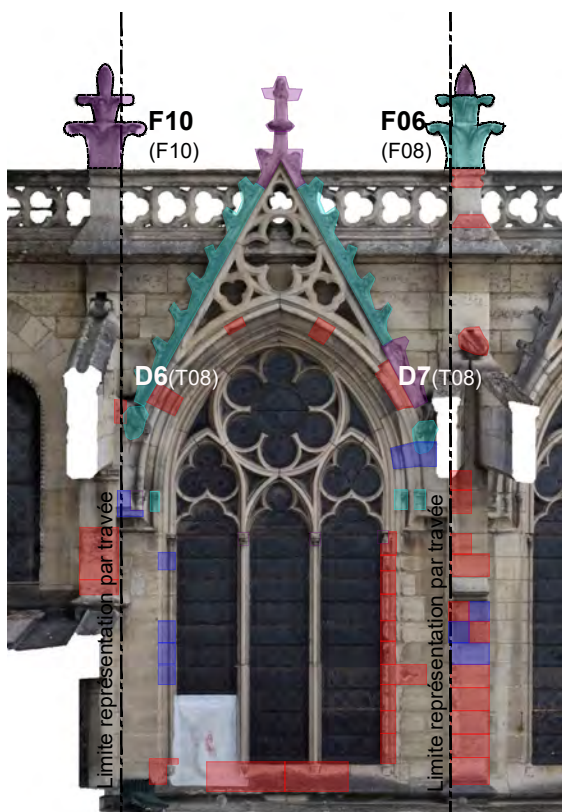 F10
(F10)
F06
(F08)
D6(T08)
D7(T08)
Limite représentation par travée
Limite représentation par travée